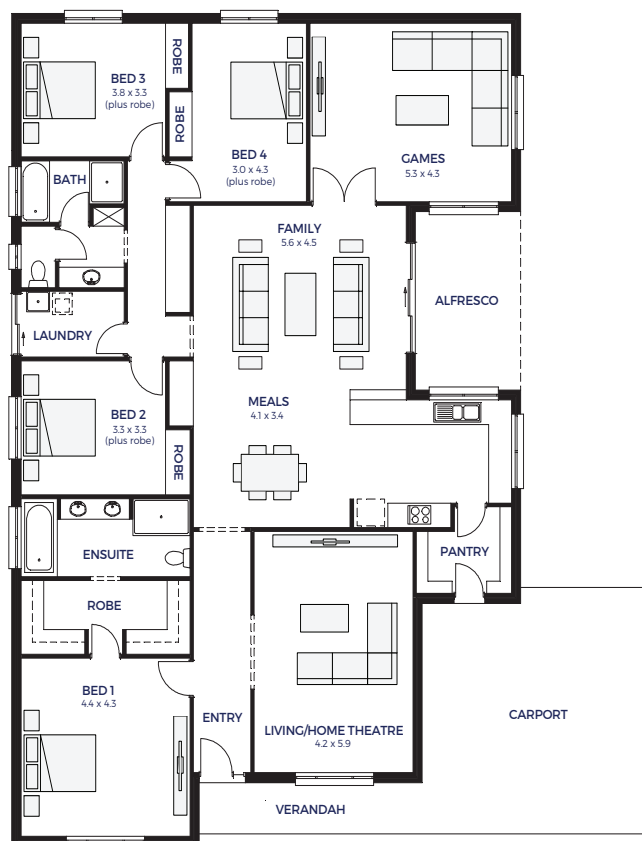 BED 3
3.8 x 3.3
(plus robe)
ROBE
ROBE
BED 4
3.0 x 4.3
(plus robe)
GAMES
5.3 x 4.3
BATH
FAMILY
5.6 x 4.5
ALFRESCO
LAUNDRY
BED 2
3.3 x 3.3
(plus robe)
ROBE
MEALS
4.1 x 3.4
ENSUITE
PANTRY
ROBE
BED 1
4.4 x 4.3
ENTRY
LIVING/HOME THEATRE
4.2 x 5.9
CARPORT
VERANDAH